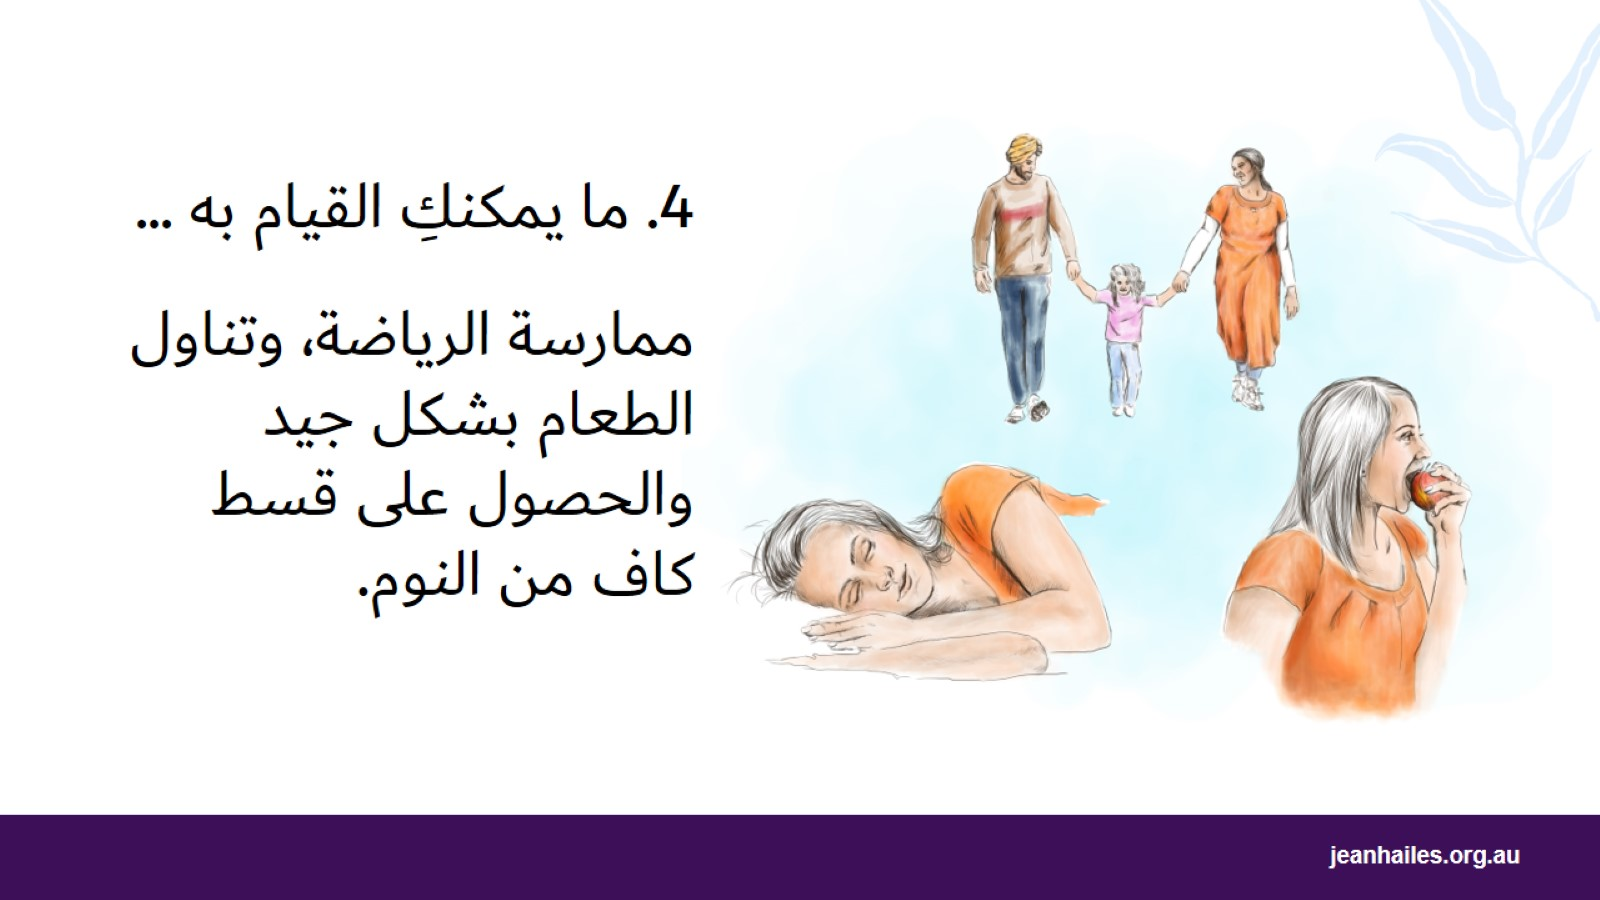 4. ما يمكنكِ القيام به ...
ممارسة الرياضة، وتناول
الطعام بشكل جيد
والحصول على قسط
كاف من النوم.
jeanhailes.org.au